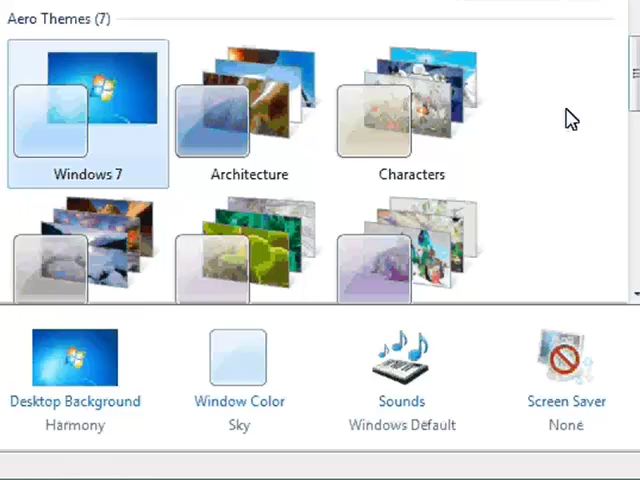 Aero Themes (7)
Windows 7 Architecture Characters
Desktop Background Window Color Sounds Screen Saver
Harmony Sky Windows Default None